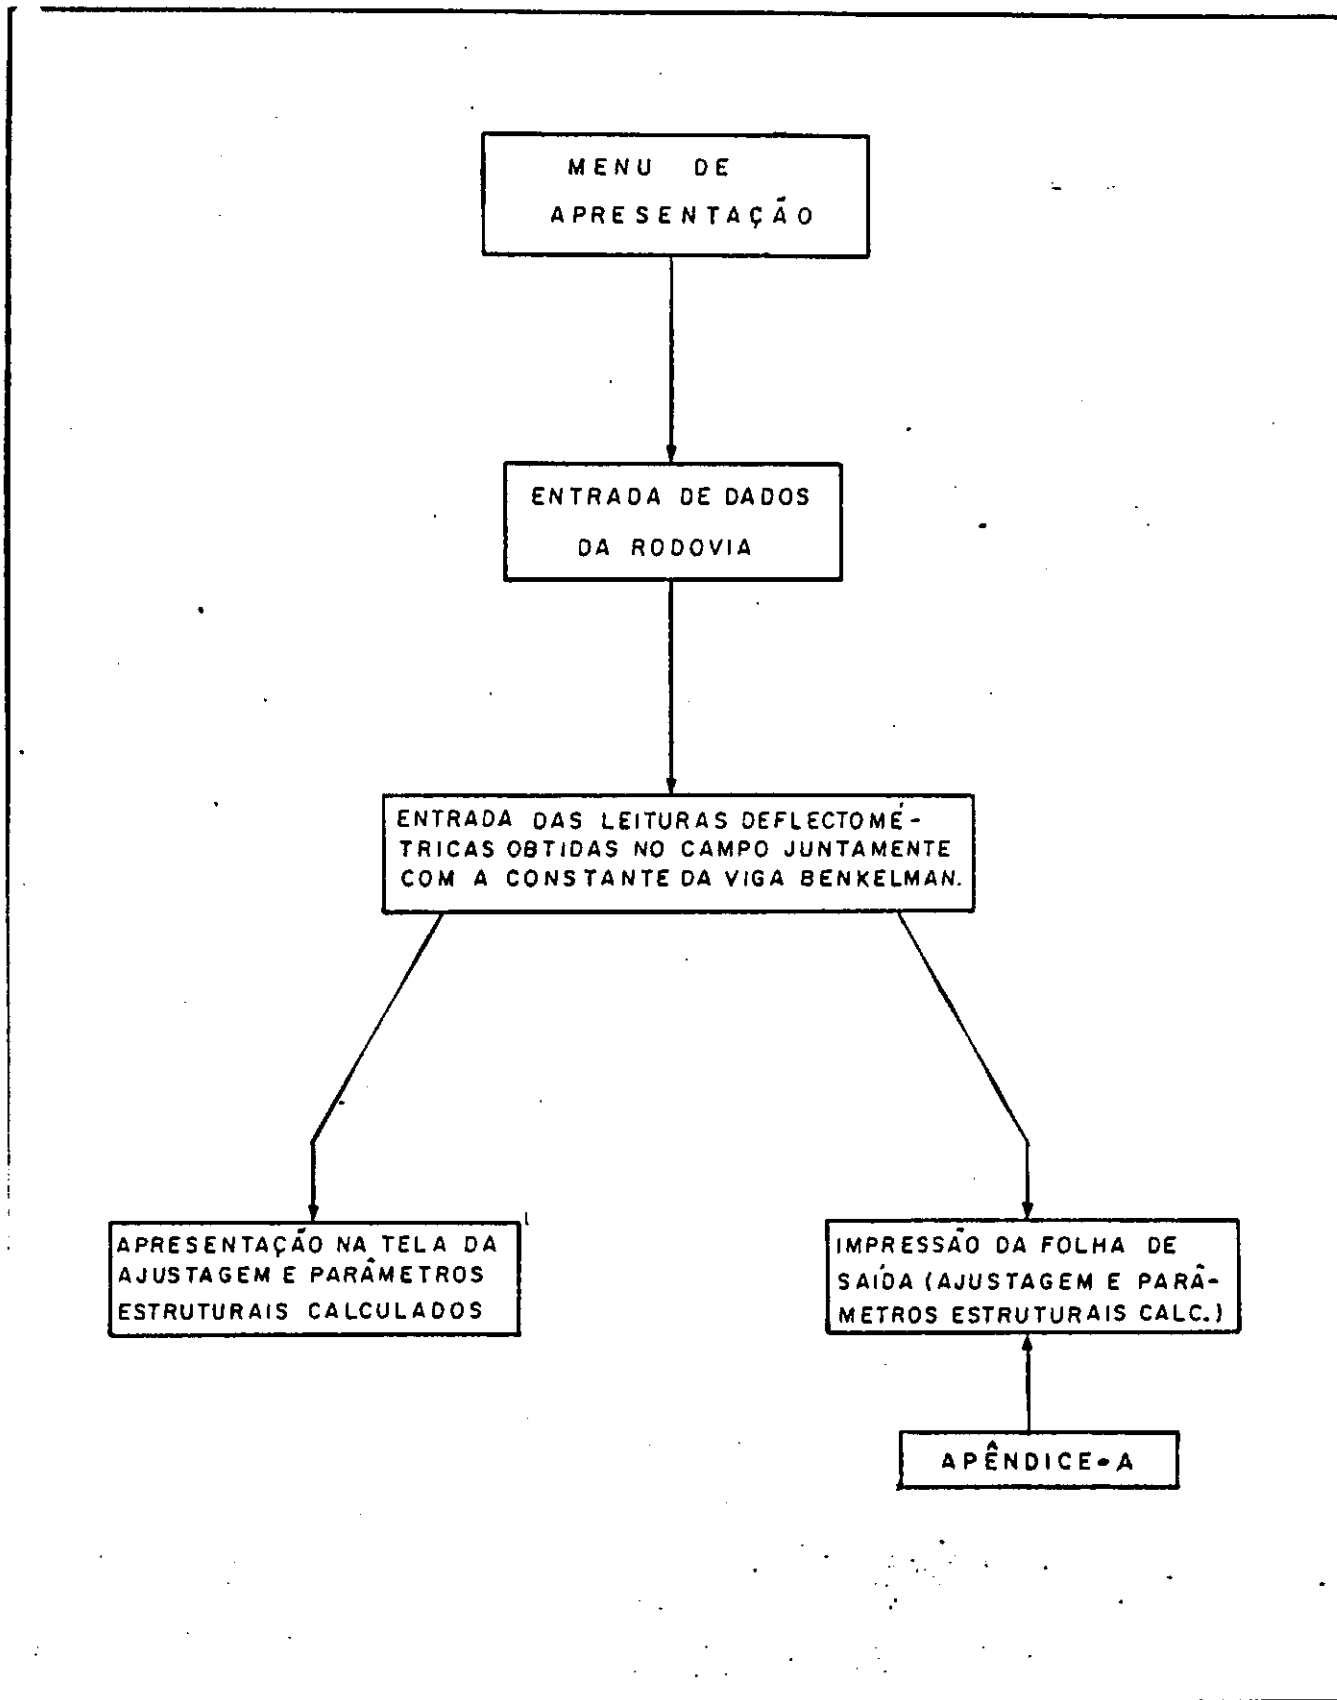 MENU DE
APRESENTAÇÃO
ENTRADA DE DADOS
DA RODOVIA
ENTRADA DAS LEITURAS DEFLECTOMÉ-
TRICAS OBTIDAS NO CAMPO JUNTAMENTE
COM A CONSTANTE DA VIGA BENKELMAN.
APRESENTAÇÃO NA TELA DA
AJUSTAGEM E PARÂMETROS
ESTRUTURAIS CALCULADOS
IMPRESSÃO DA FOLHA DE
SAÍDA (AJUSTAGEM E PARÂ-
METROS ESTRUTURAIS CALC.)
APÊNDICE-A